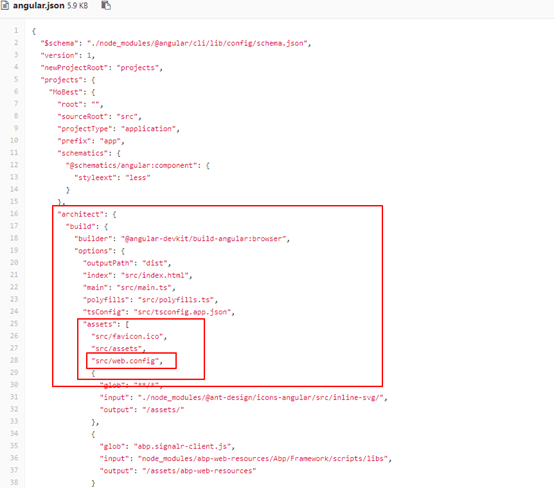 angular.json 5.9 KB
1 {
2 "$schema": "./node_modules/@angular/cli/lib/config/schema.json",
3 "version": 1,
4 "newProjectRoot": "projects",
5 "projects": {
6 "MoBest": {
7 "root": "",
8 "sourceRoot": "src",
9 "projectType": "application",
10 "prefix": "app",
11 "schematics": {
12 "@schematics/angular:component": {
13 "styleext": "less"
14 }
15 },
16 "architect": {
17 "build": {
18 "builder": "@angular-devkit/build-angular:browser",
19 "options": {
20 "outputPath": "dist",
21 "index": "src/index.html",
22 "main": "src/main.ts",
23 "polyfills": "src/polyfills.ts",
24 "tsConfig": "src/tsconfig.app.json",
25 "assets": [
26 "src/favicon.ico",
27 "src/assets",
28 "src/web.config",
29 {
30 "glob": "**/*",
31 "input": "./node_modules/@ant-design/icons-angular/src/inline-svg/",
32 "output": "/assets/"
33 },
34 {
35 "glob": "abp.signalr-client.js",
36 "input": "node_modules/abp-web-resources/Abp/Framework/scripts/libs",
37 "output": "/assets/abp-web-resources"
38 }